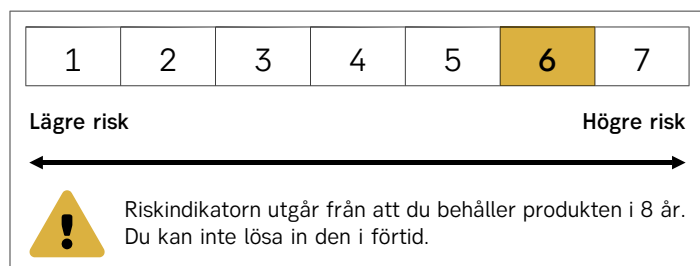 1 2 3 4 5 6 7
Lägre risk Högre risk
Riskindikatorn utgår från att du behåller produkten i 8 år.
Du kan inte lösa in den i förtid.